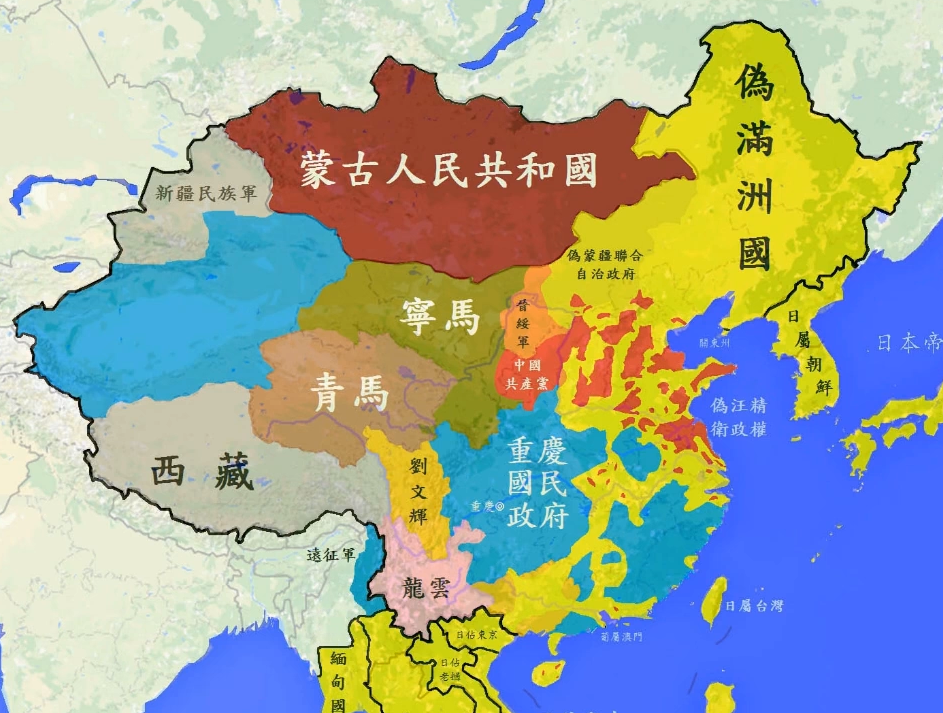 蒙古人民共和國
偽滿洲國
新疆民族軍
偽蒙疆聯合
自治政府
寧馬
晉綏軍
中國
共產黨
青馬
關東州
日屬朝鮮
日本帝
偽汪精
衛政權
西藏
劉文輝
重慶
國民
政府
重慶
遠征軍
龍雲
日屬台灣
葡屬澳門
日佔東京
日佔
老撾
緬甸國